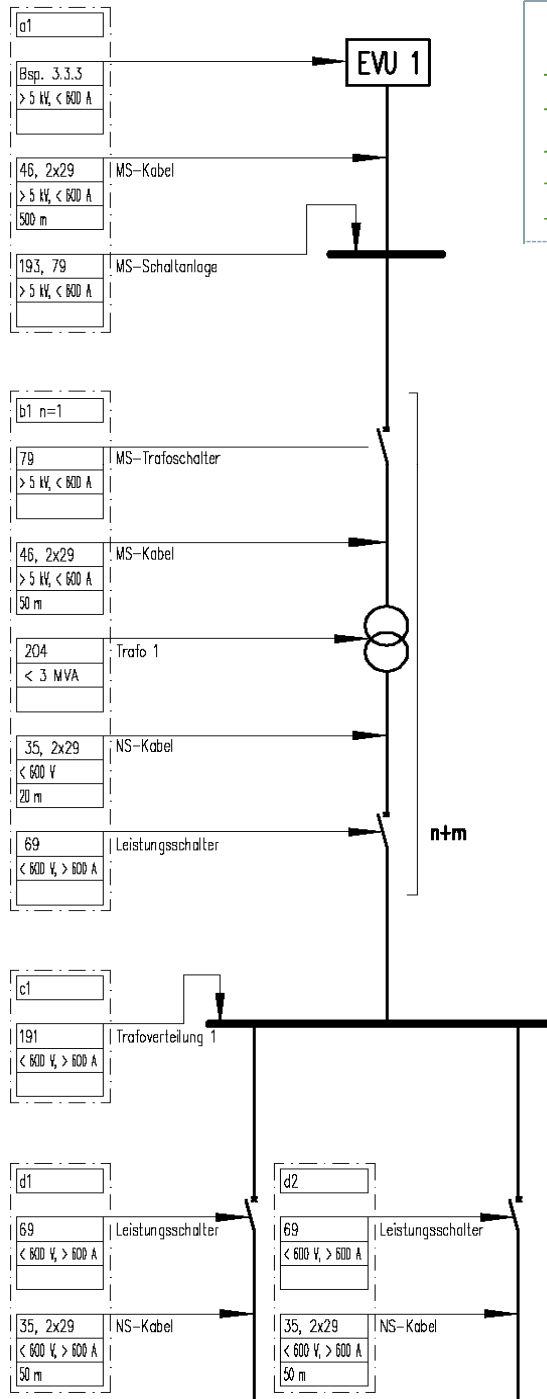 a1
EVU 1
Bsp. 3.3.3
> 5 kV, < 600 A
46, 2x29 MS-Kabel
> 5 kV, < 600 A
500 m
193, 79 MS-Schaltanlage
> 5 kV, < 600 A
b1 n=1
79 MS-Trafoschalter
> 5 kV, < 600 A
46, 2x29 MS-Kabel
> 5 kV, < 600 A
50 m
204 Trafo 1
< 3 MVA
35, 2x29 NS-Kabel
< 600 V
20 m
69 Leistungsschalter
< 600 V, > 600 A
n+m
c1
191 Trafoverteilung 1
< 600 V, > 600 A
d1
69 Leistungsschalter
< 600 V, > 600 A
35, 2x29 NS-Kabel
< 600 V, > 600 A
50 m
d2
69 Leistungsschalter
< 600 V, > 600 A
35, 2x29 NS-Kabel
< 600 V, > 600 A
50 m